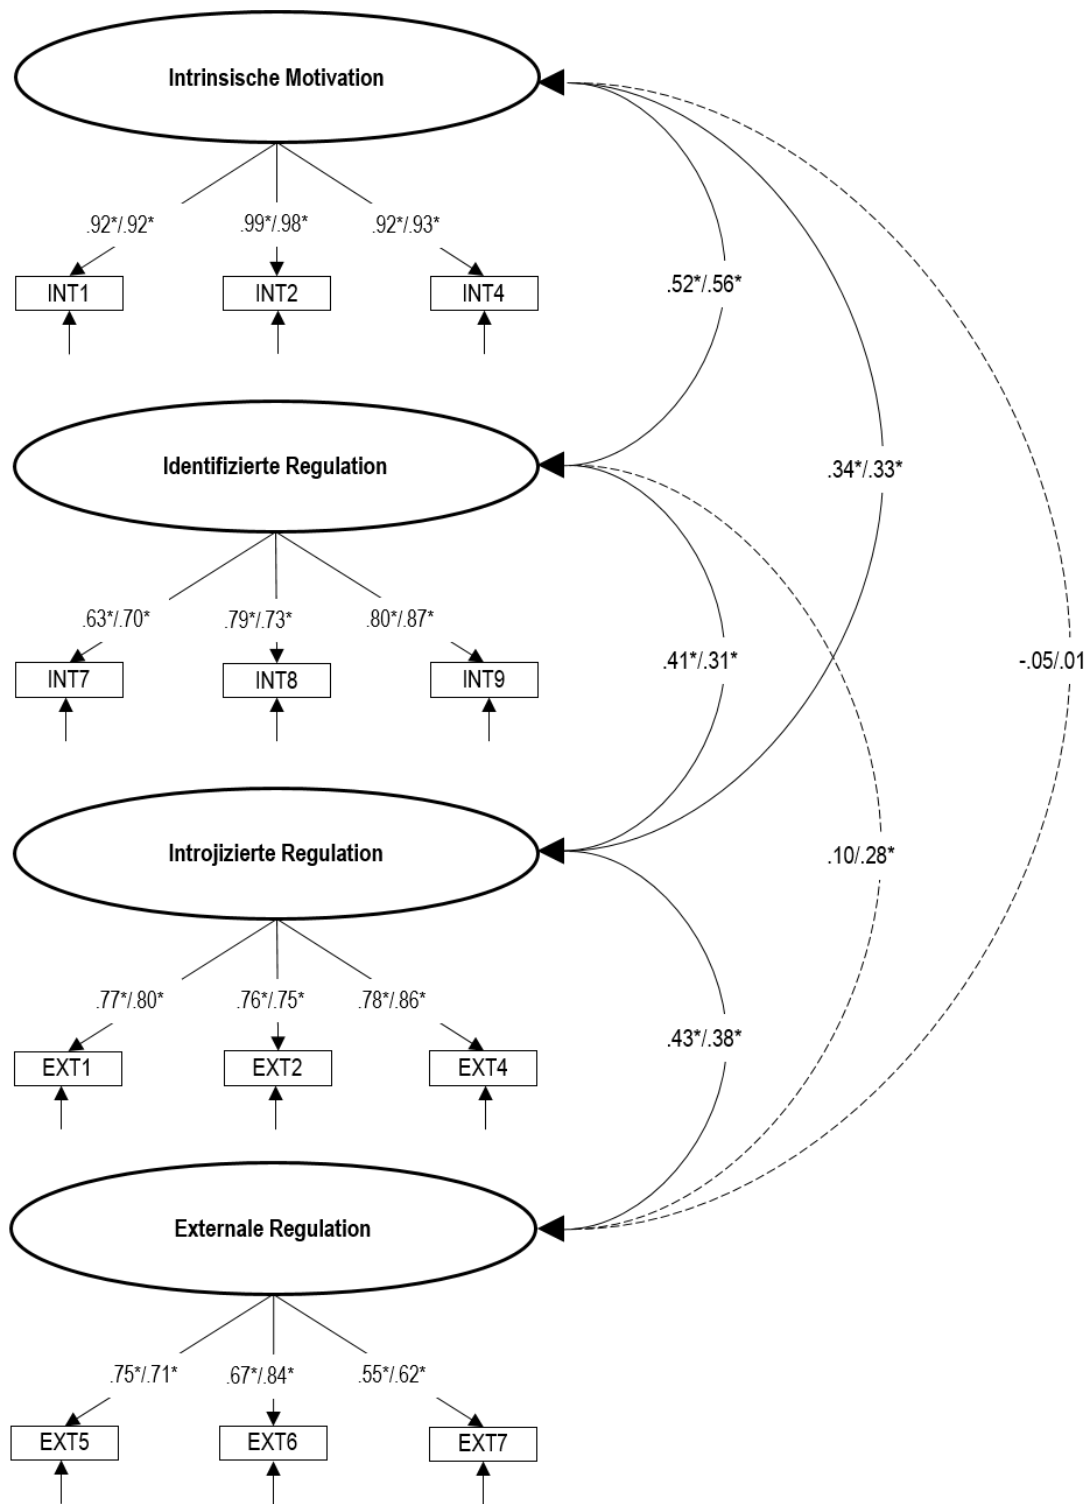 Intrinsische Motivation
.92*/.92*
.99*/.98*
.92*/.93*
INT1
INT2
INT4
.52*/.56*
Identifizierte Regulation
.34*/.33*
.63*/.70*
.79*/.73*
.80*/.87*
INT7
INT8
INT9
.41*/.31*
-.05/.01
Introjizierte Regulation
.10/.28*
.77*/.80*
.76*/.75*
.78*/.86*
EXT1
EXT2
EXT4
.43*/.38*
Externale Regulation
.75*/.71*
.67*/.84*
.55*/.62*
EXT5
EXT6
EXT7